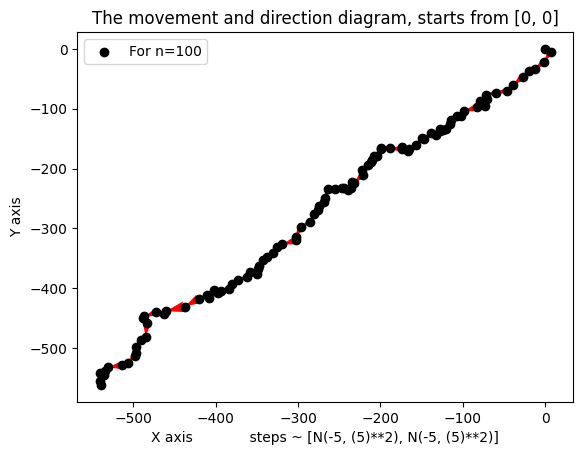 The movement and direction diagram, starts from [0, 0]
For n=100
0
−100
−200
−300
−400
−500
Y axis
−500 −400 −300 −200 −100 0
X axis steps ~ [N(-5, (5)**2), N(-5, (5)**2)]